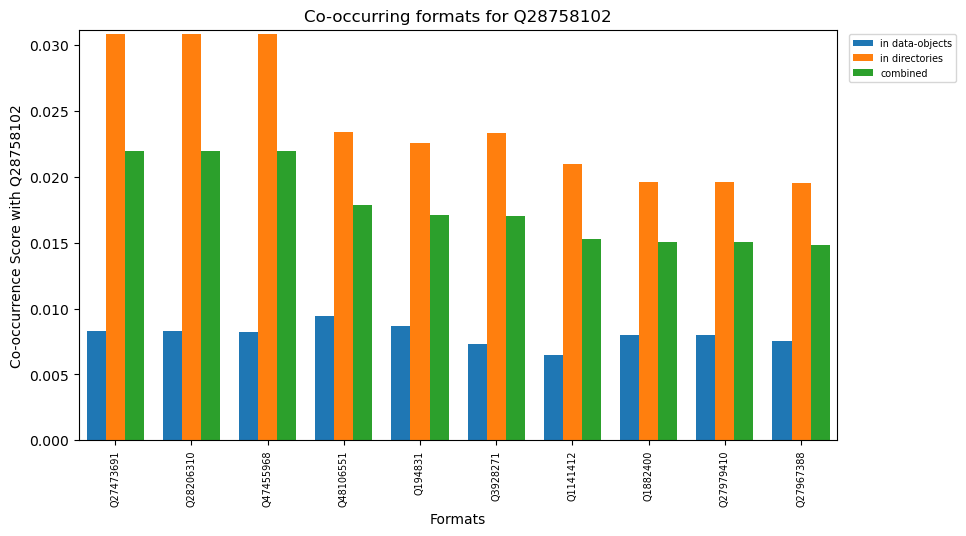 Co-occurring formats for Q28758102
in data-objects
in directories
combined
Co-occurrence Score with Q28758102
0.030
0.025
0.020
0.015
0.010
0.005
0.000
Q27473691
Q28206310
Q47455968
Q48106551
Q194831
Q3928271
Q1141412
Q1882400
Q27979410
Q27967388
Formats